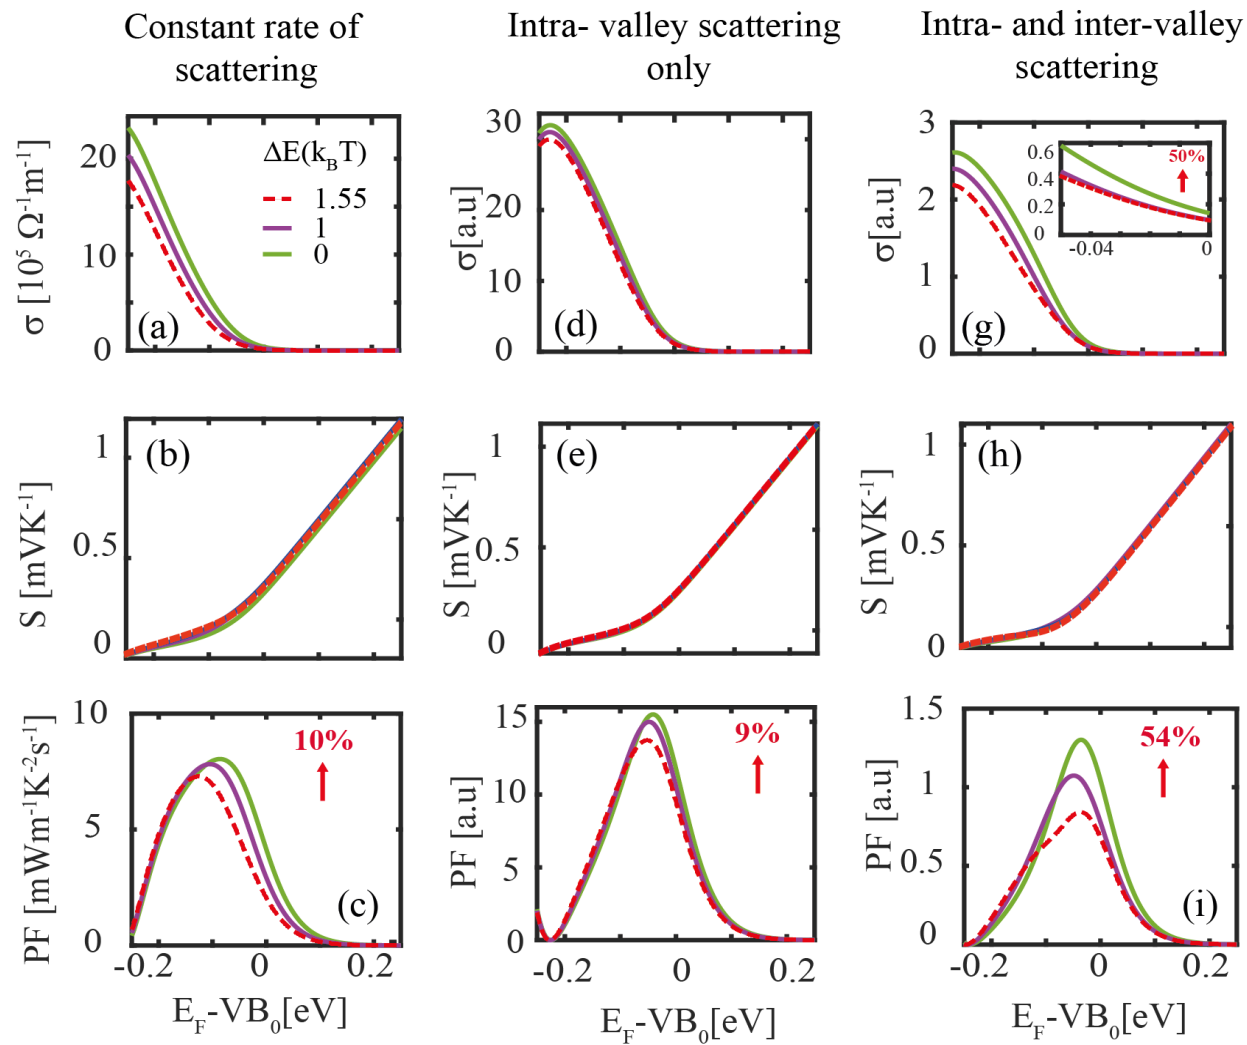 Constant rate of
scattering
Intra- valley scattering
only
Intra- and inter-valley
scattering
σ [10⁵ Ω⁻¹m⁻¹]
20
10
0
ΔE(k_BT)
1.55
1
0
(a)
σ[a.u]
30
20
10
0
(d)
σ[a.u]
3
2
1
0
0.6
0.4
0.2
0
-0.04
0
50%
(g)
S [mVK⁻¹]
1
0.5
0
(b)
S [mVK⁻¹]
1
0.5
0
(e)
S [mVK⁻¹]
1
0.5
0
(h)
PF [mWm⁻¹K⁻²s⁻¹]
10
5
0
10%
(c)
-0.2
0
0.2
E_F-VB₀[eV]
PF [a.u]
15
10
5
0
9%
(f)
-0.2
0
0.2
E_F-VB₀[eV]
PF [a.u]
1.5
1
0.5
0
54%
(i)
-0.2
0
0.2
E_F-VB₀[eV]